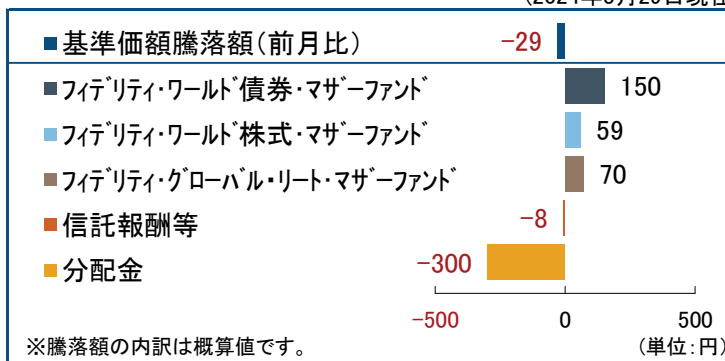 ■基準価額騰落額(前月比) -29
■フィデリティ・ワールド債券・マザーファンド 150
■フィデリティ・ワールド株式・マザーファンド 59
■フィデリティ・グローバル・リート・マザーファンド 70
■信託報酬等 -8
■分配金 -300
-500 0 500
※騰落額の内訳は概算値です。 (単位:円)